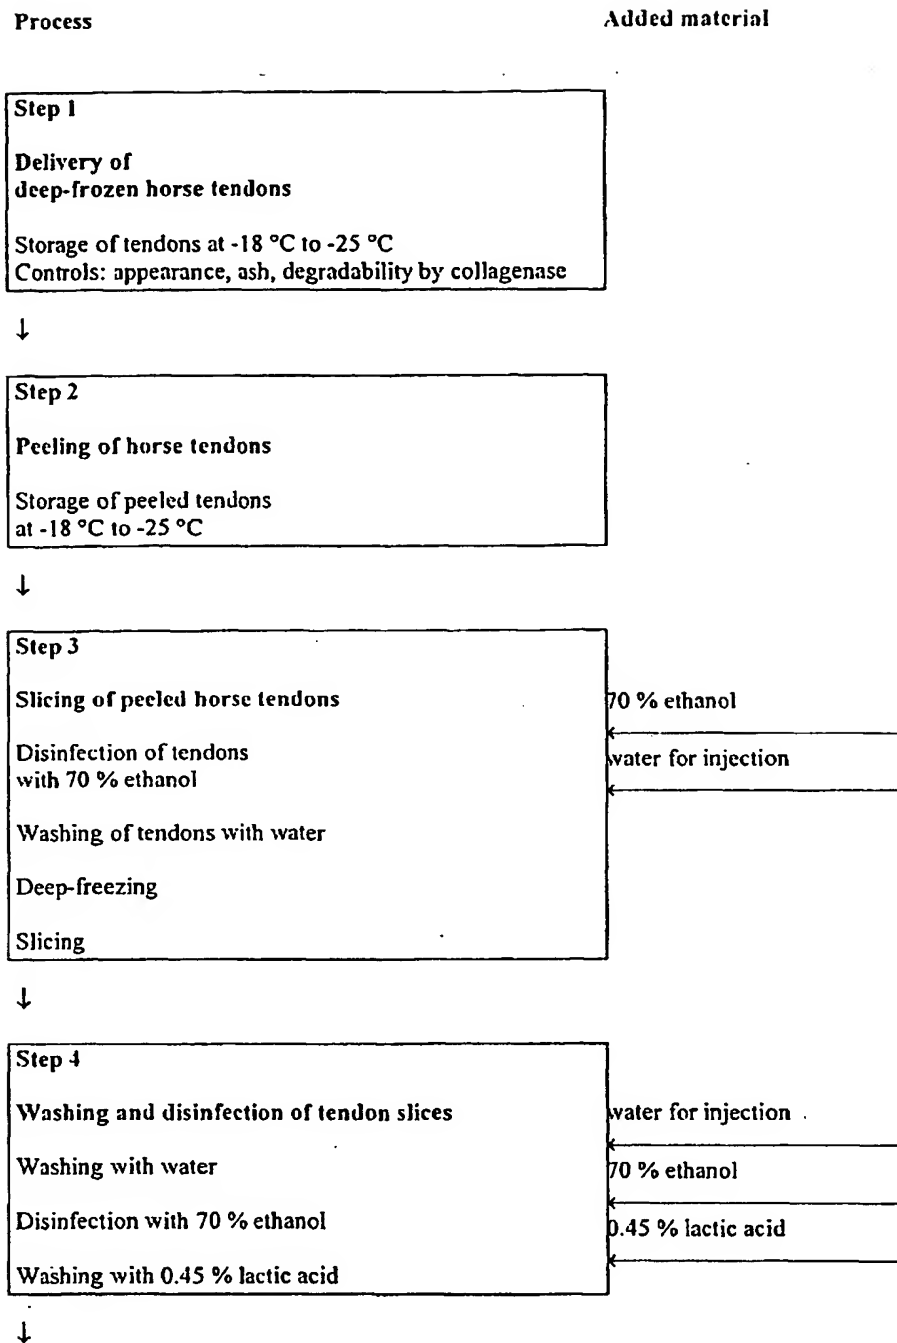 Process Added material
Step 1
Delivery of
deep-frozen horse tendons
Storage of tendons at -18 °C to -25 °C
Controls: appearance, ash, degradability by collagenase
↓
Step 2
Peeling of horse tendons
Storage of peeled tendons
at -18 °C to -25 °C
↓
Step 3
Slicing of peeled horse tendons
70 % ethanol
Disinfection of tendons
with 70 % ethanol
water for injection
Washing of tendons with water
Deep-freezing
Slicing
↓
Step 4
Washing and disinfection of tendon slices
water for injection
Washing with water
70 % ethanol
Disinfection with 70 % ethanol
0.45 % lactic acid
Washing with 0.45 % lactic acid
↓